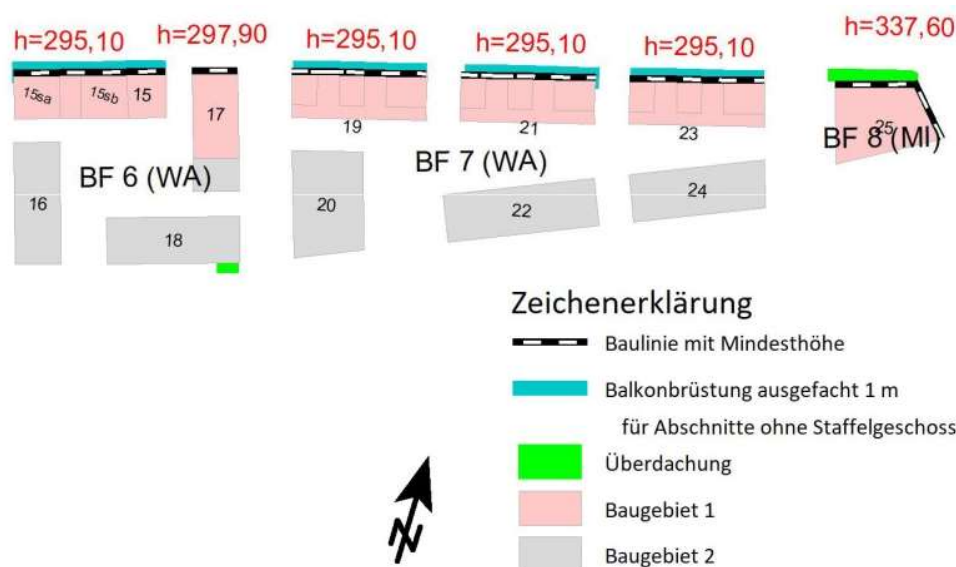 h=295,10 h=297,90 h=295,10 h=295,10 h=295,10 h=337,60
15sa 15sb 15 17 19 21 23 25
BF 6 (WA) BF 7 (WA) BF 8 (MI)
16 18 20 22 24
Zeichenerklärung
Baulinie mit Mindesthöhe
Balkonbrüstung ausgefacht 1 m
für Abschnitte ohne Staffelgeschoss
Überdachung
Baugebiet 1
Baugebiet 2
N